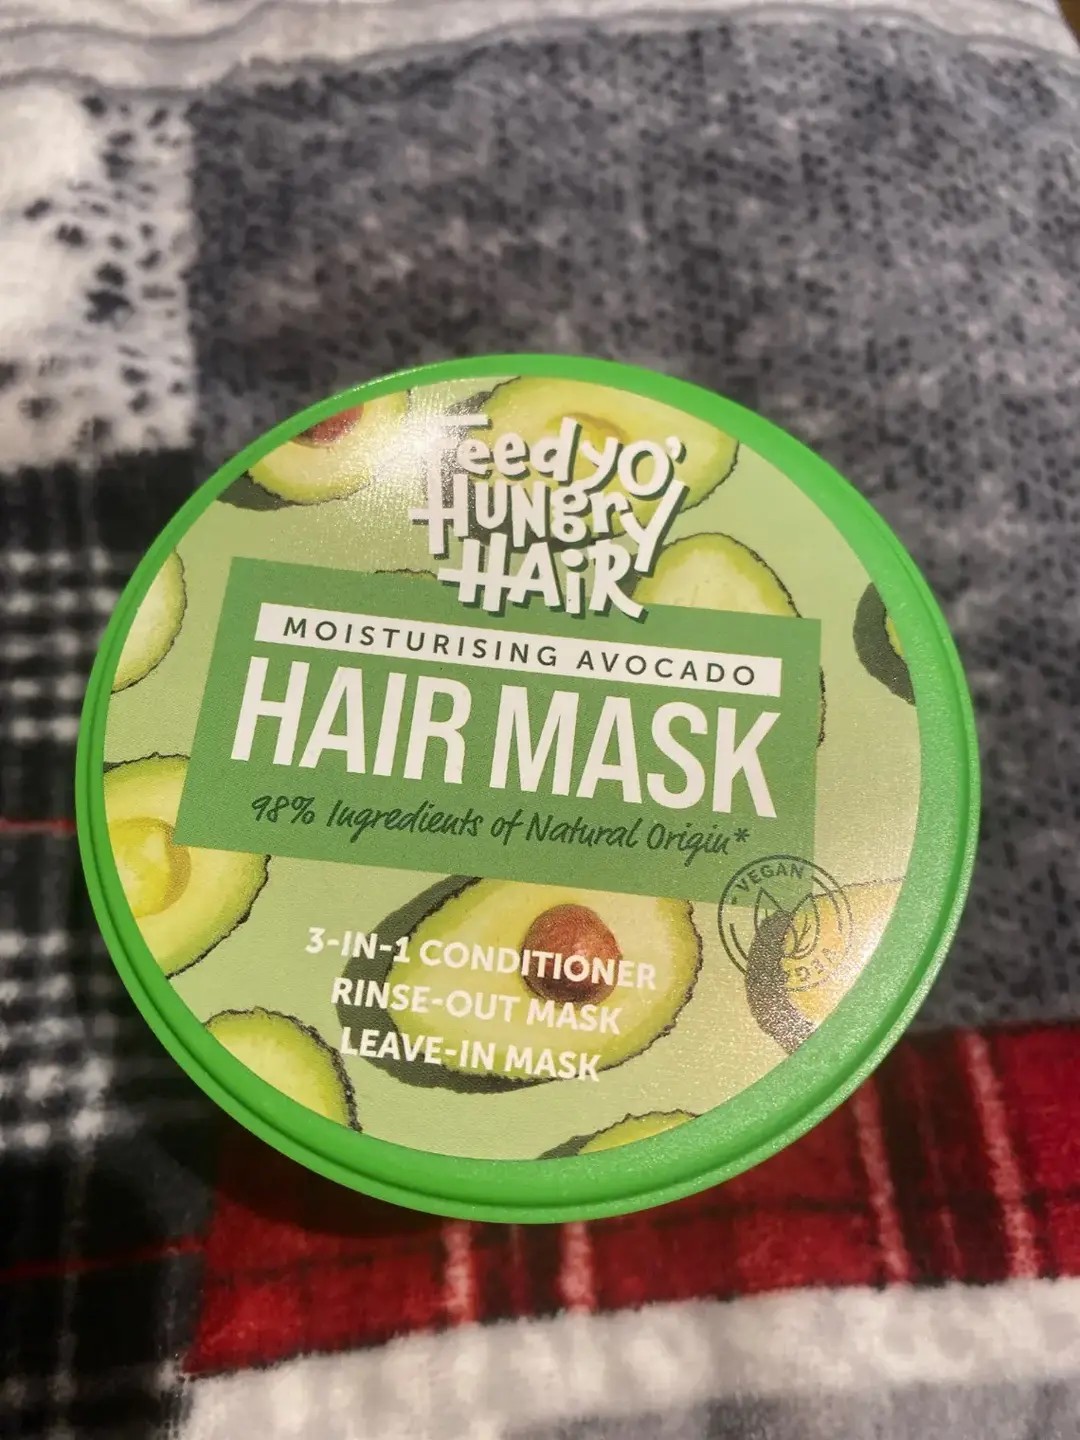 Feed yo'
HUNgry
HAiR
MOISTURISING AVOCADO
HAIR MASK
98% Ingredients of Natural Origin*
VEGAN
3-IN-1 CONDITIONER
RINSE-OUT MASK
LEAVE-IN MASK